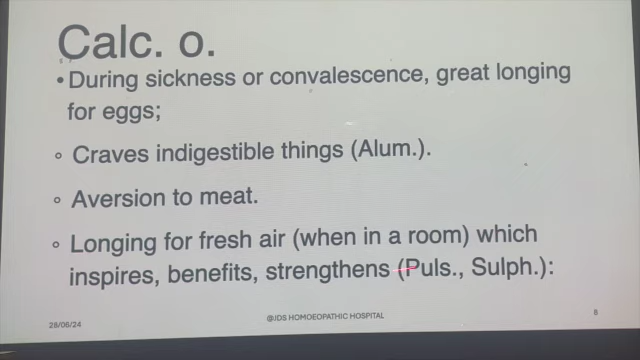 Calc. o.
• During sickness or convalescence, great longing
for eggs;
◦ Craves indigestible things (Alum.).
◦ Aversion to meat.
◦ Longing for fresh air (when in a room) which
inspires, benefits, strengthens (Puls., Sulph.):
28/06/24
@JDS HOMOEOPATHIC HOSPITAL
8